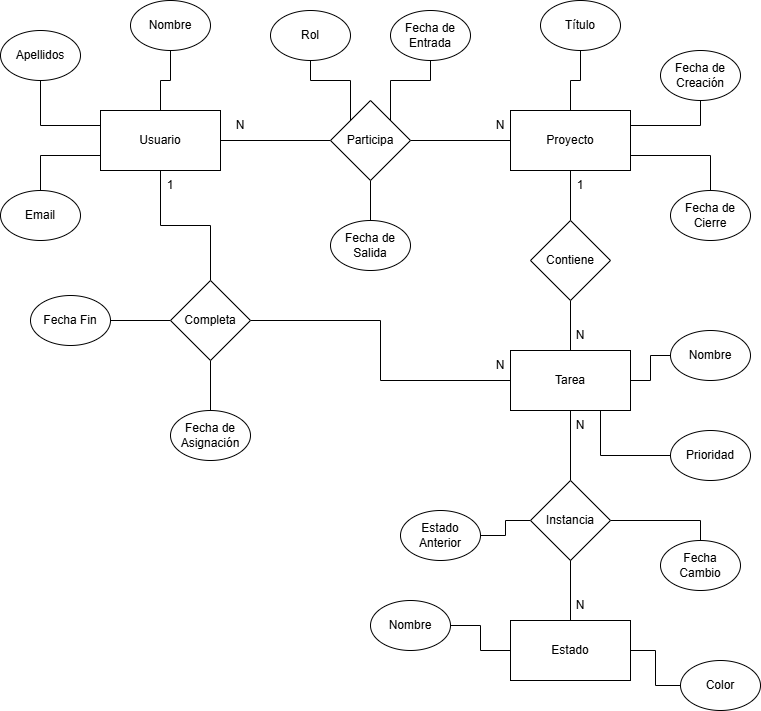 Nombre
Título
Rol
Fecha de
Entrada
Apellidos
Fecha de
Creación
N
N
Usuario
Participa
Proyecto
1
1
Email
Fecha de
Cierre
Fecha de
Salida
Contiene
Fecha Fin
Completa
N
Nombre
N
Tarea
N
Fecha de
Asignación
Prioridad
Estado
Anterior
Instancia
Fecha
Cambio
N
Nombre
Estado
Color